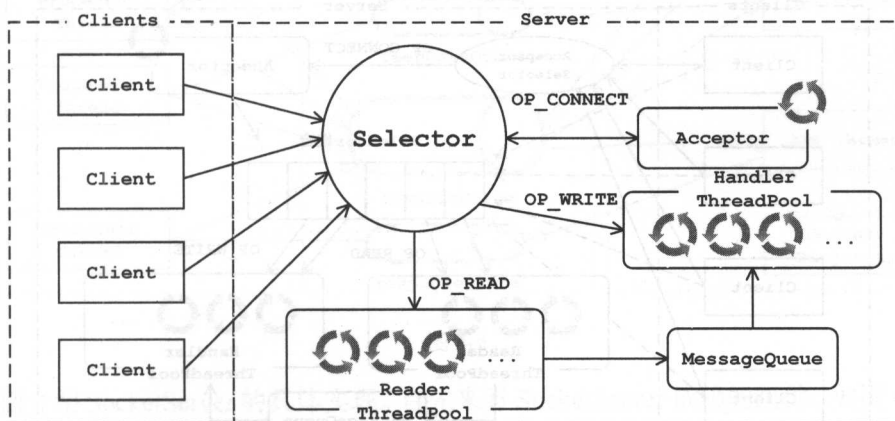 Clients
Server
Client
Client
Client
Client
Selector
OP_CONNECT
Acceptor
OP_WRITE
Handler
ThreadPool
...
OP_READ
...
Reader
ThreadPool
MessageQueue